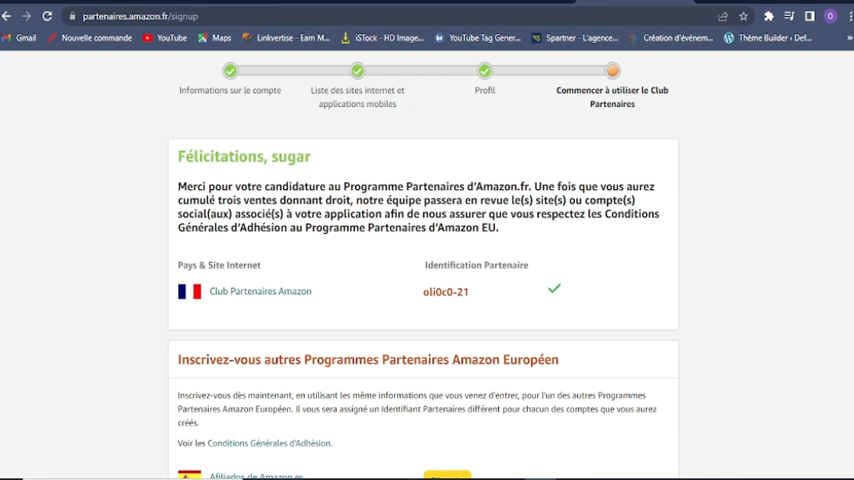 partenaires.amazon.fr/signup
O
Gmail
Nouvelle commande
YouTube
Maps
Linkvertise - Earn M...
iStock - HD Image...
YouTube Tag Gener...
Spartner - L'agence...
Création d'événem...
Thème Builder ‹ Def...
Informations sur le compte
Liste des sites internet et
applications mobiles
Profil
Commencer à utiliser le Club
Partenaires
Félicitations, sugar
Merci pour votre candidature au Programme Partenaires d'Amazon.fr. Une fois que vous aurez
cumulé trois ventes donnant droit, notre équipe passera en revue le(s) site(s) ou compte(s)
social(aux) associé(s) à votre application afin de nous assurer que vous respectez les Conditions
Générales d'Adhésion au Programme Partenaires d'Amazon EU.
Pays & Site Internet
Identification Partenaire
Club Partenaires Amazon
oli0c0-21
Inscrivez-vous autres Programmes Partenaires Amazon Européen
Inscrivez-vous dès maintenant, en utilisant les même informations que vous venez d'entrer, pour l'un des autres Programmes
Partenaires Amazon Européen. Il vous sera assigné un Identifiant Partenaires différent pour chacun des comptes que vous aurez
créés.
Voir les Conditions Générales d'Adhésion.
Afiliados de Amazon.es